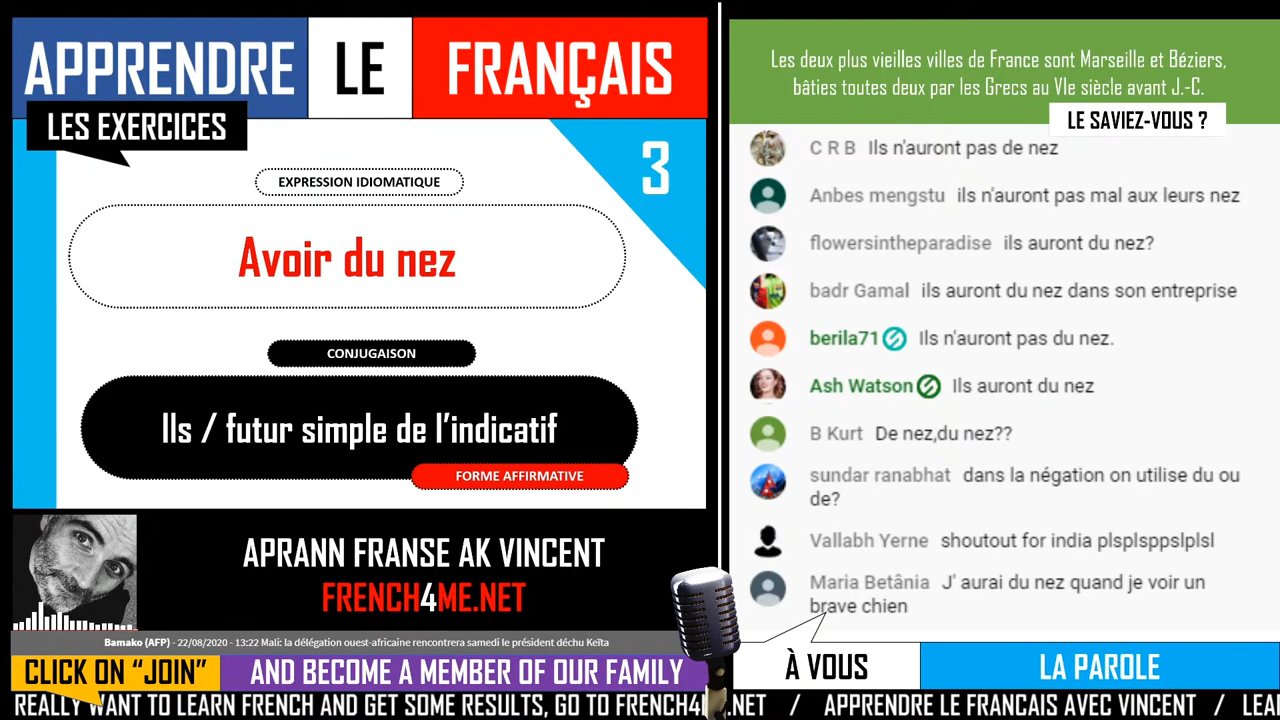 APPRENDRE LE FRANÇAIS
LES EXERCICES
3
EXPRESSION IDIOMATIQUE
Avoir du nez
CONJUGAISON
Ils / futur simple de l'indicatif
FORME AFFIRMATIVE
APRANN FRANSE AK VINCENT
FRENCH4ME.NET
Bamako (AFP) - 22/08/2020 - 13:22 Mali: la délégation ouest-africaine rencontrera samedi le président déchu Keïta
CLICK ON “JOIN” AND BECOME A MEMBER OF OUR FAMILY
Les deux plus vieilles villes de France sont Marseille et Béziers,
bâties toutes deux par les Grecs au VIe siècle avant J.-C.
LE SAVIEZ-VOUS ?
C R B Ils n'auront pas de nez
Anbes mengstu ils n'auront pas mal aux leurs nez
flowersintheparadise ils auront du nez?
badr Gamal ils auront du nez dans son entreprise
berila71 Ils n'auront pas du nez.
Ash Watson Ils auront du nez
B Kurt De nez,du nez??
sundar ranabhat dans la négation on utilise du ou
de?
Vallabh Yerne shoutout for india plsplsppslplsl
Maria Betânia J' aurai du nez quand je voir un
brave chien
À VOUS LA PAROLE
REALLY WANT TO LEARN FRENCH AND GET SOME RESULTS, GO TO FRENCH4ME.NET / APPRENDRE LE FRANCAIS AVEC VINCENT / LEA